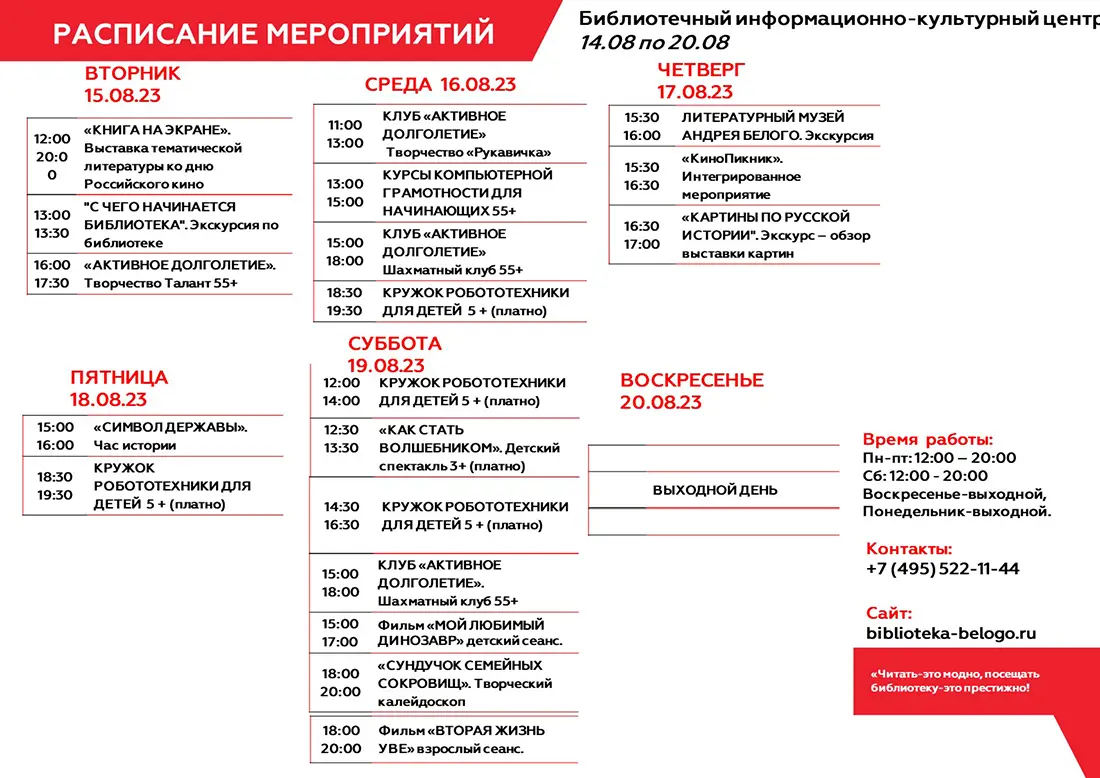 РАСПИСАНИЕ МЕРОПРИЯТИЙ
Библиотечный информационно-культурный центр
14.08 по 20.08
ВТОРНИК
15.08.23
12:00
20:0
0
«КНИГА НА ЭКРАНЕ».
Выставка тематической
литературы ко дню
Российского кино
13:00
13:30
"С ЧЕГО НАЧИНАЕТСЯ
БИБЛИОТЕКА". Экскурсия по
библиотеке
16:00
17:30
«АКТИВНОЕ ДОЛГОЛЕТИЕ».
Творчество Талант 55+
СРЕДА 16.08.23
11:00
13:00
КЛУБ «АКТИВНОЕ
ДОЛГОЛЕТИЕ»
Творчество «Рукавичка»
13:00
15:00
КУРСЫ КОМПЬЮТЕРНОЙ
ГРАМОТНОСТИ ДЛЯ
НАЧИНАЮЩИХ 55+
15:00
18:00
КЛУБ «АКТИВНОЕ
ДОЛГОЛЕТИЕ»
Шахматный клуб 55+
18:30
19:30
КРУЖОК РОБОТОТЕХНИКИ
ДЛЯ ДЕТЕЙ 5 + (платно)
ЧЕТВЕРГ
17.08.23
15:30
16:00
ЛИТЕРАТУРНЫЙ МУЗЕЙ
АНДРЕЯ БЕЛОГО. Экскурсия
15:30
16:30
«КиноПикник».
Интегрированное
мероприятие
16:30
17:00
«КАРТИНЫ ПО РУССКОЙ
ИСТОРИИ". Экскурс – обзор
выставки картин
ПЯТНИЦА
18.08.23
15:00
16:00
«СИМВОЛ ДЕРЖАВЫ».
Час истории
18:30
19:30
КРУЖОК
РОБОТОТЕХНИКИ ДЛЯ
ДЕТЕЙ 5 + (платно)
СУББОТА
19.08.23
12:00
14:00
КРУЖОК РОБОТОТЕХНИКИ
ДЛЯ ДЕТЕЙ 5 + (платно)
12:30
13:30
«КАК СТАТЬ
ВОЛШЕБНИКОМ». Детский
спектакль 3+ (платно)
14:30
16:30
КРУЖОК РОБОТОТЕХНИКИ
ДЛЯ ДЕТЕЙ 5 + (платно)
15:00
18:00
КЛУБ «АКТИВНОЕ
ДОЛГОЛЕТИЕ».
Шахматный клуб 55+
15:00
17:00
Фильм «МОЙ ЛЮБИМЫЙ
ДИНОЗАВР» детский сеанс.
18:00
20:00
«СУНДУЧОК СЕМЕЙНЫХ
СОКРОВИЩ». Творческий
калейдоскоп
18:00
20:00
Фильм «ВТОРАЯ ЖИЗНЬ
УВЕ» взрослый сеанс.
ВОСКРЕСЕНЬЕ
20.08.23
ВЫХОДНОЙ ДЕНЬ
Время работы:
Пн-пт: 12:00 – 20:00
Сб: 12:00 - 20:00
Воскресенье-выходной,
Понедельник-выходной.
Контакты:
+7 (495) 522-11-44
Сайт:
biblioteka-belogo.ru
«Читать-это модно, посещать
библиотеку-это престижно!